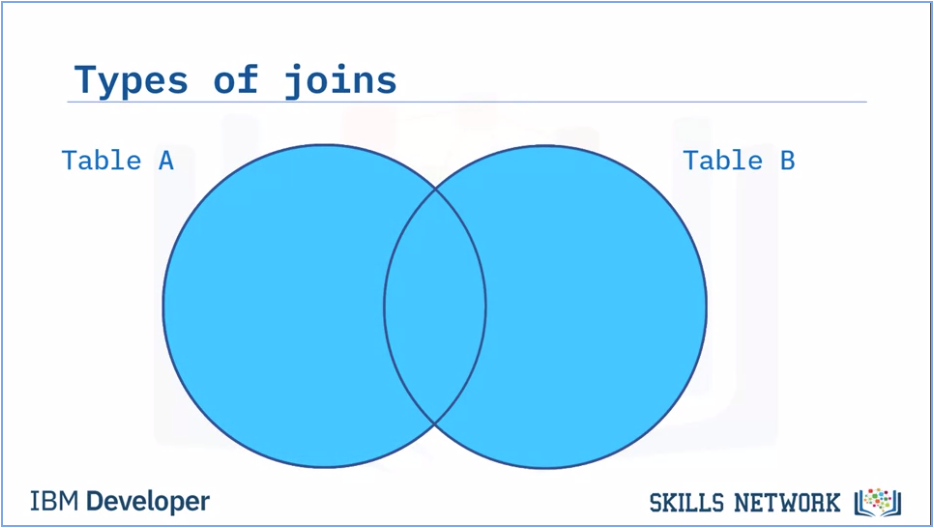 Types of joins
Table A
Table B
IBM Developer
SKILLS NETWORK